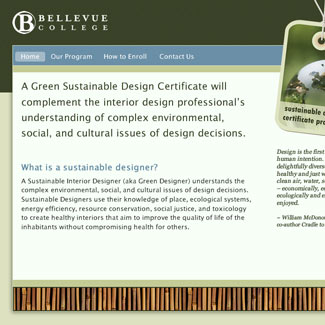 BELLEVUE
COLLEGE
Home Our Program How to Enroll Contact Us
A Green Sustainable Design Certificate will
complement the interior design professional's
understanding of complex environmental,
social, and cultural issues of design decisions.
sustainable
certificate pro
What is a sustainable designer?
A Sustainable Interior Designer (aka Green Designer) understands the
complex environmental, social, and cultural issues of design decisions.
Sustainable Designers use their knowledge of place, ecological systems,
energy efficiency, resource conservation, social justice, and toxicology
to create healthy interiors that aim to improve the quality of life of the
inhabitants without compromising health for others.
Design is the first
human intention.
delightfully divers
healthy and just w
clean air, water, s
– economically, e
ecologically and e
enjoyed.
– William McDono
co-author Cradle to